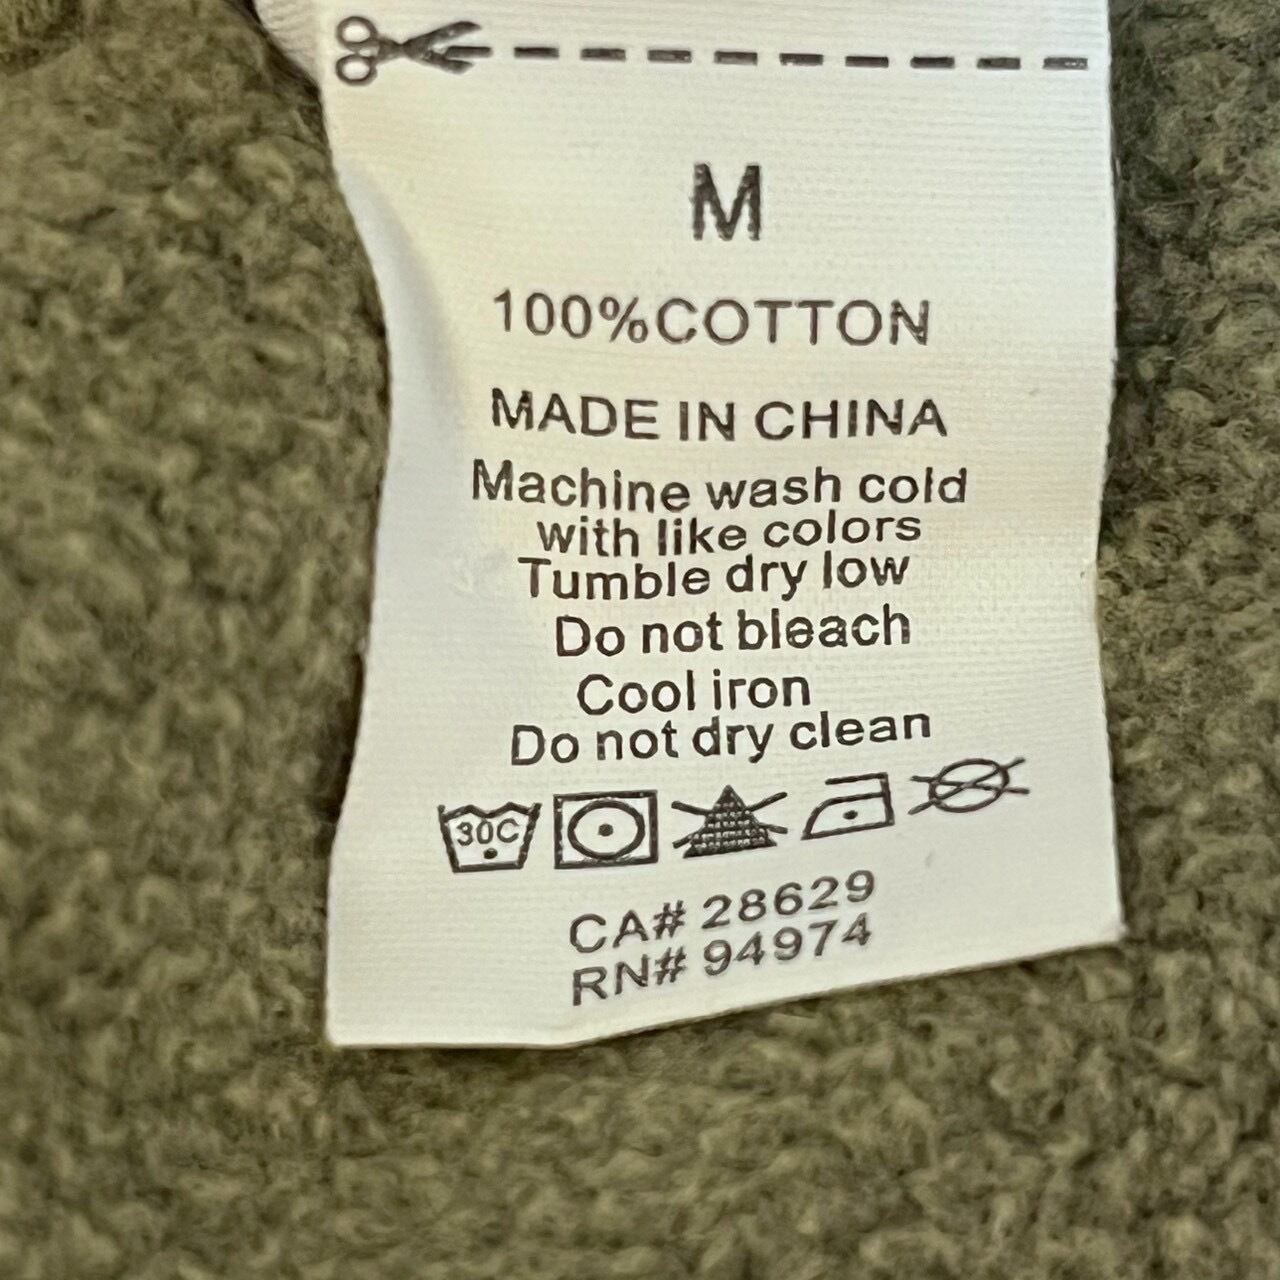 M
100%COTTON
MADE IN CHINA
Machine wash cold
with like colors
Tumble dry low
Do not bleach
Cool iron
Do not dry clean
30C
CA# 28629
RN# 94974